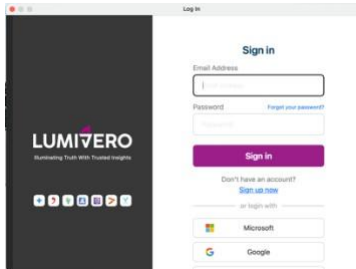 Log In
LUMIVERO
Illuminating Truth With Trusted Insights
Sign in
Email Address
Password Forgot your password?
Password
Sign in
Don't have an account?
Sign up now
or login with
Microsoft
Google